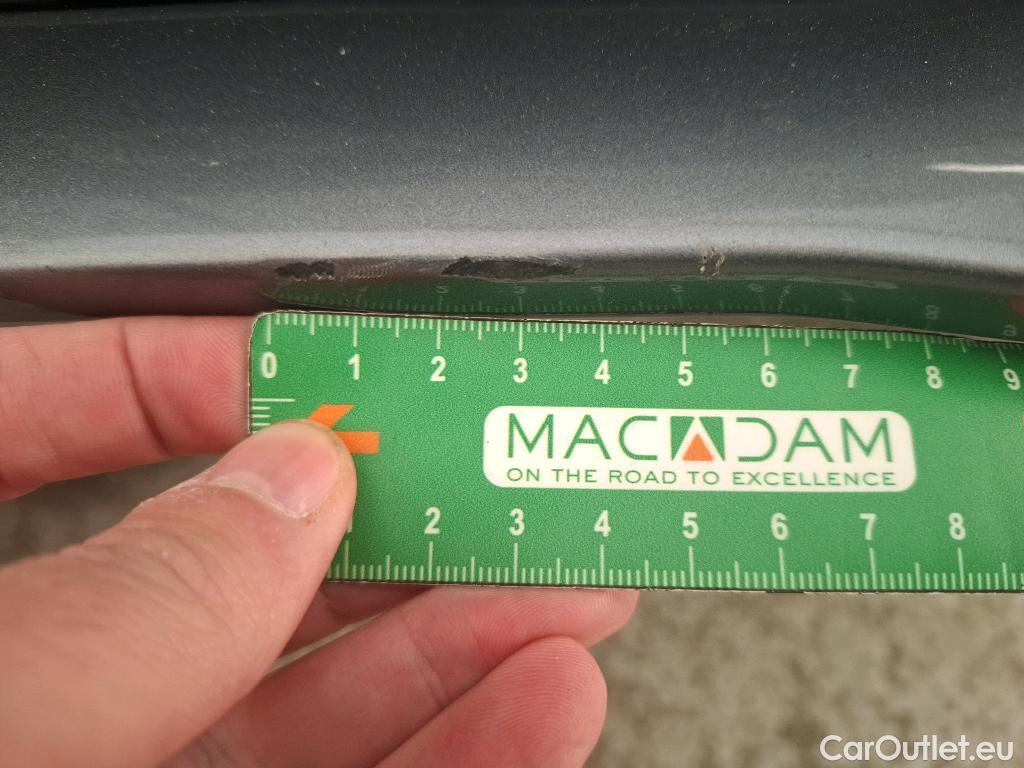 0 1 2 3 4 5 6 7 8 9
MACADAM
ON THE ROAD TO EXCELLENCE
1 2 3 4 5 6 7 8
CarOutlet.eu